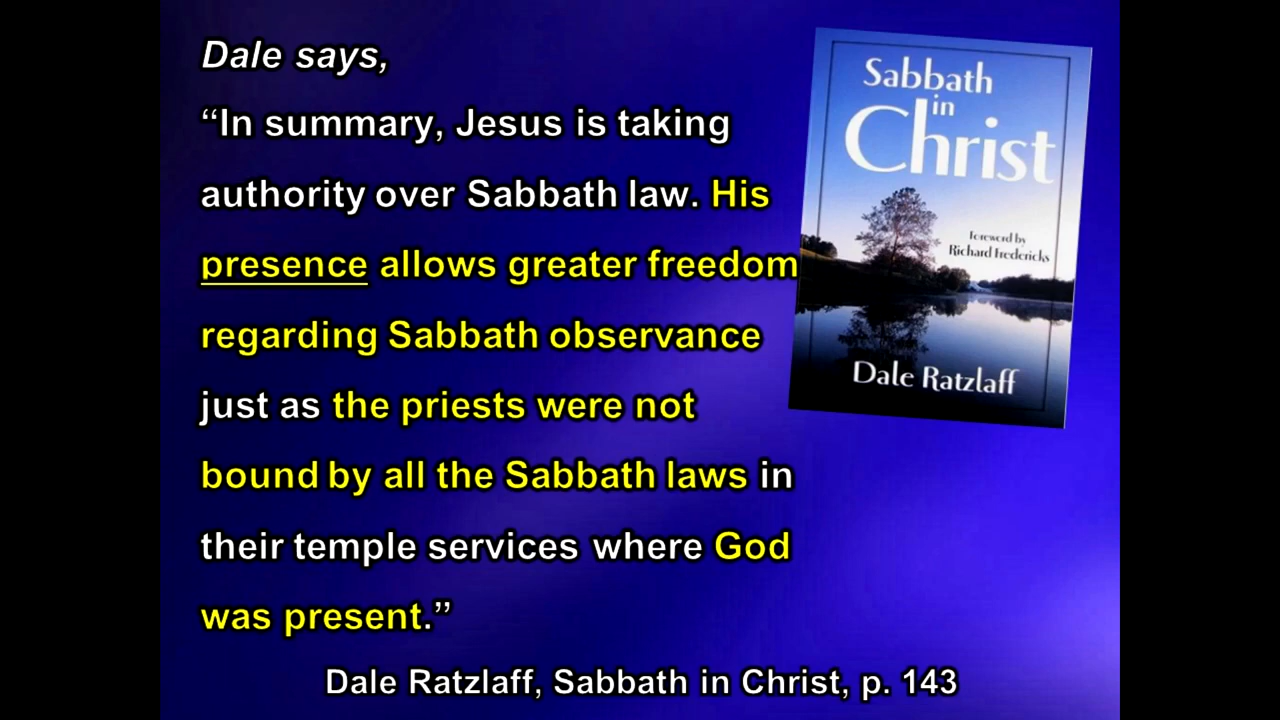 Dale says,
“In summary, Jesus is taking
authority over Sabbath law. His
presence allows greater freedom
regarding Sabbath observance
just as the priests were not
bound by all the Sabbath laws in
their temple services where God
was present.”
Dale Ratzlaff, Sabbath in Christ, p. 143
Sabbath
in
Christ
Foreword by
Richard Fredericks
Dale Ratzlaff